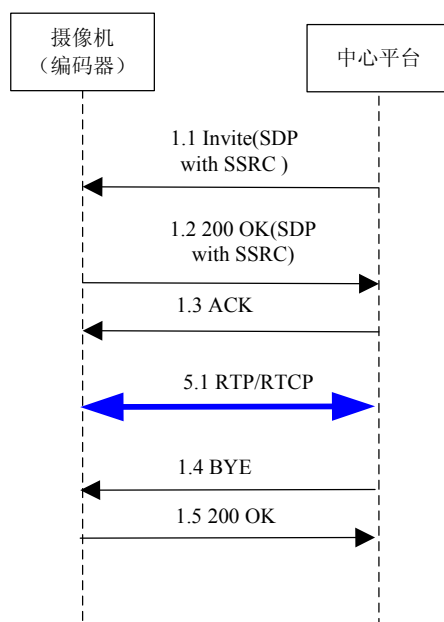 摄像机
（编码器）
中心平台
1.1 Invite(SDP
with SSRC )
1.2 200 OK(SDP
with SSRC)
1.3 ACK
5.1 RTP/RTCP
1.4 BYE
1.5 200 OK